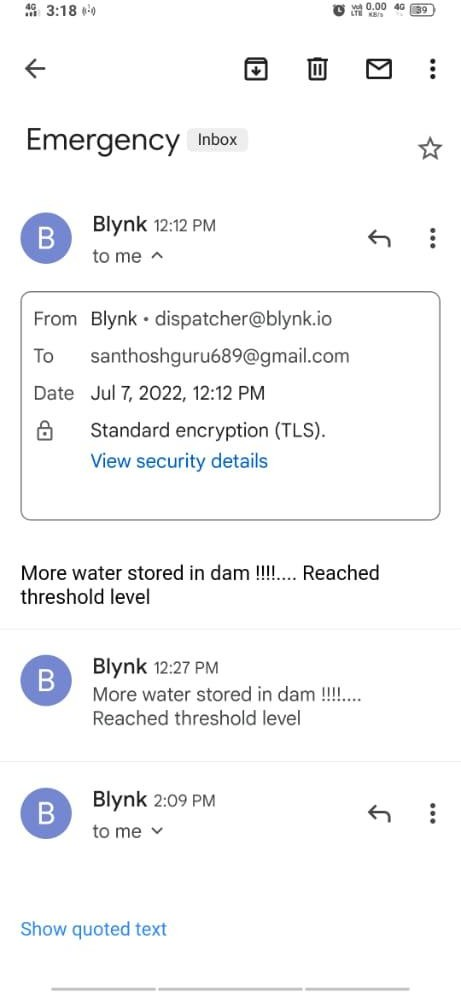 4G 3:18 Vo) LTE 0.00 KB/s 4G 39
Emergency Inbox
B Blynk 12:12 PM
to me
From Blynk • dispatcher@blynk.io
To santhoshguru689@gmail.com
Date Jul 7, 2022, 12:12 PM
Standard encryption (TLS).
View security details
More water stored in dam !!!!.... Reached
threshold level
B Blynk 12:27 PM
More water stored in dam !!!!....
Reached threshold level
B Blynk 2:09 PM
to me
Show quoted text